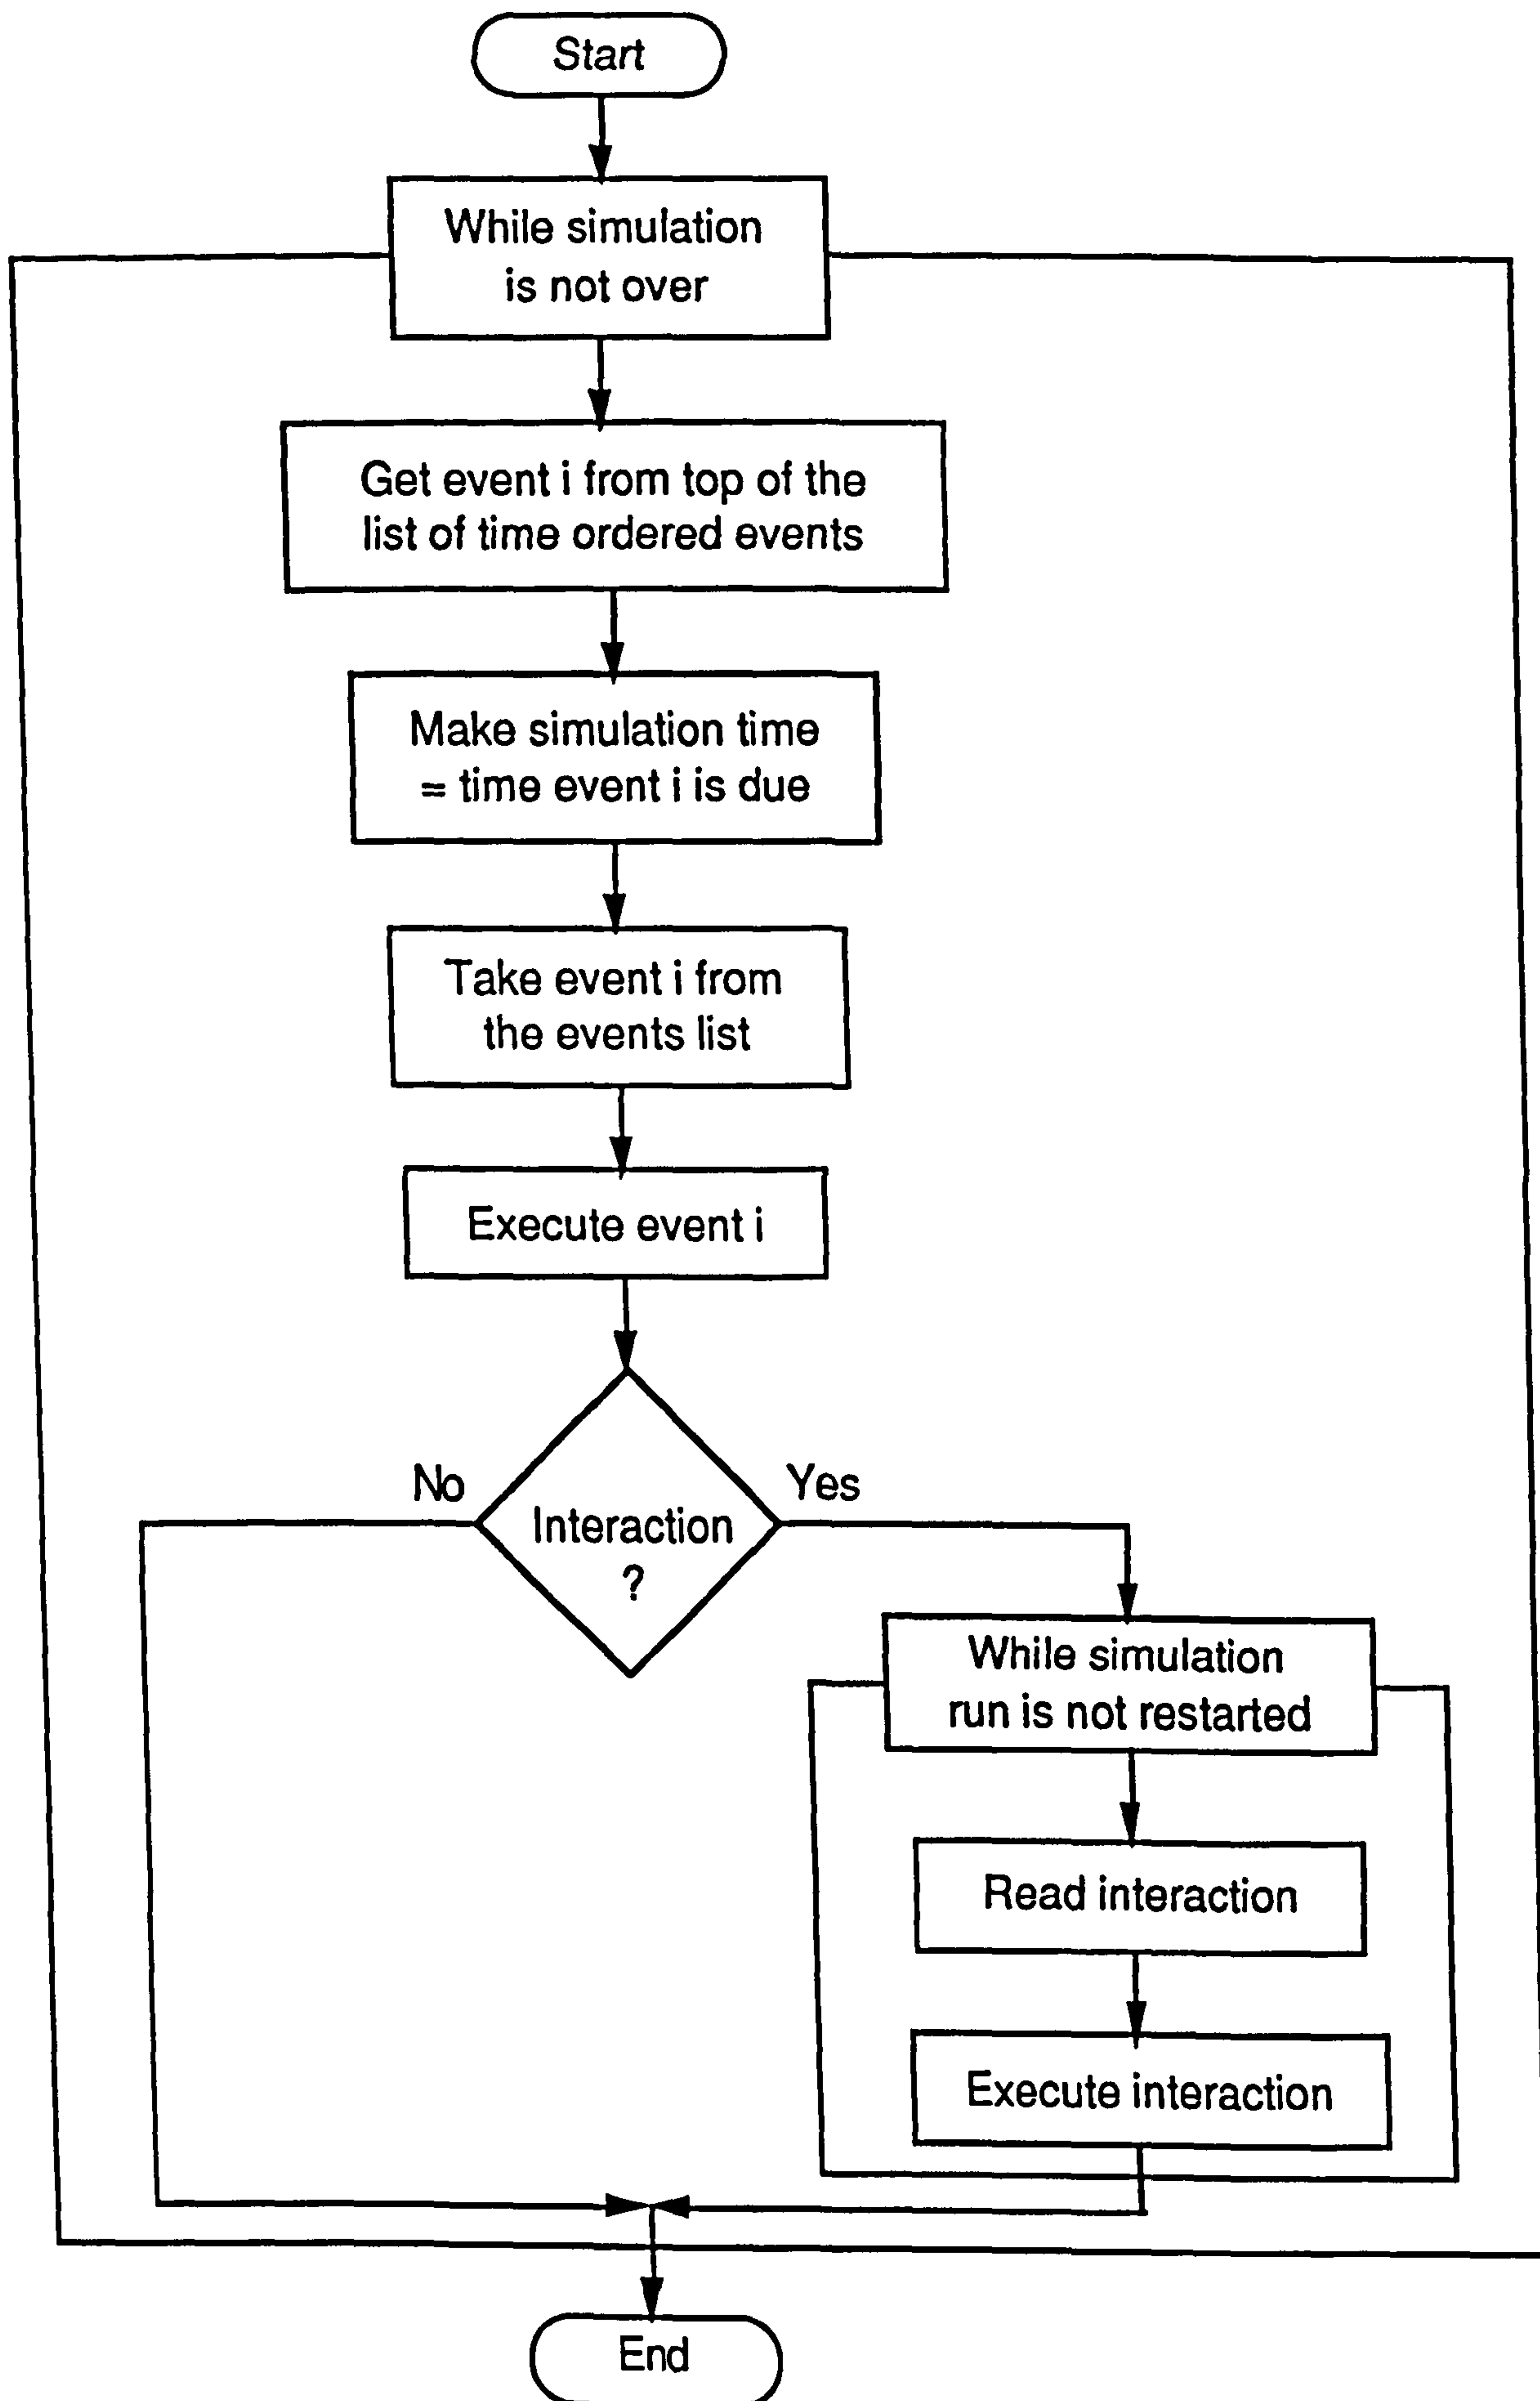 Start
While simulation
is not over
Get event i from top of the
list of time ordered events
Make simulation time
= time event i is due
Take event i from
the events list
Execute event i
No
Yes
Interaction
?
While simulation
run is not restarted
Read interaction
Execute interaction
End